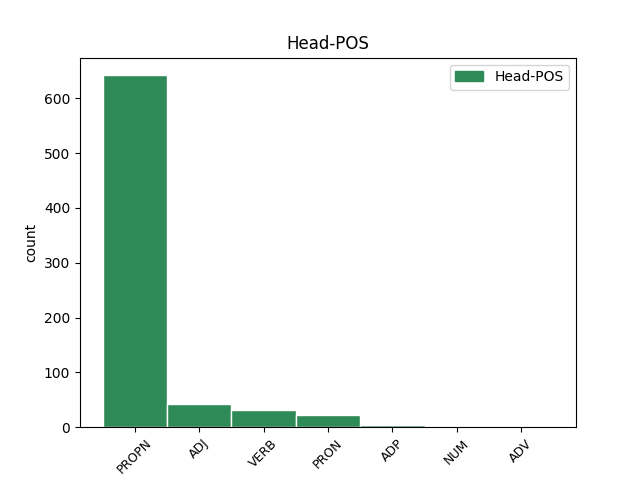 Head-POS
Head-POS
count
600
500
400
300
200
100
0
PROPN
ADJ
VERB
PRON
ADP
NUM
ADV